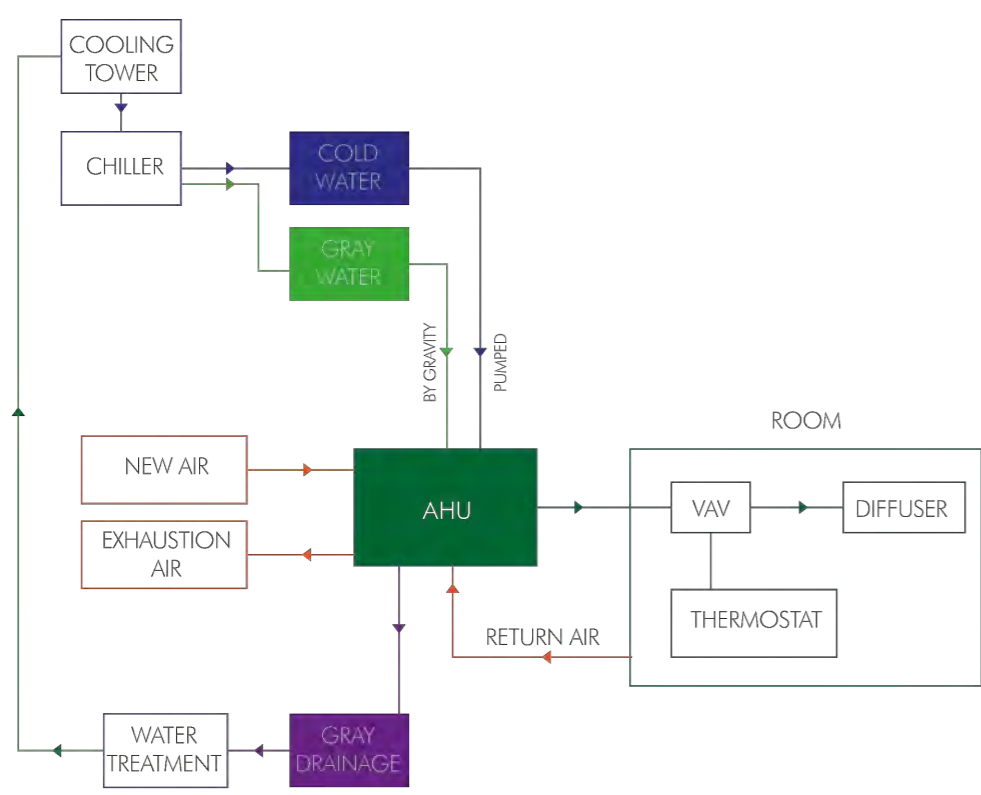 COOLING
TOWER
CHILLER
COLD
WATER
GRAY
WATER
BY GRAVITY
PUMPED
ROOM
NEW AIR
AHU
VAV
DIFFUSER
EXHAUSTION
AIR
THERMOSTAT
RETURN AIR
WATER
TREATMENT
GRAY
DRAINAGE